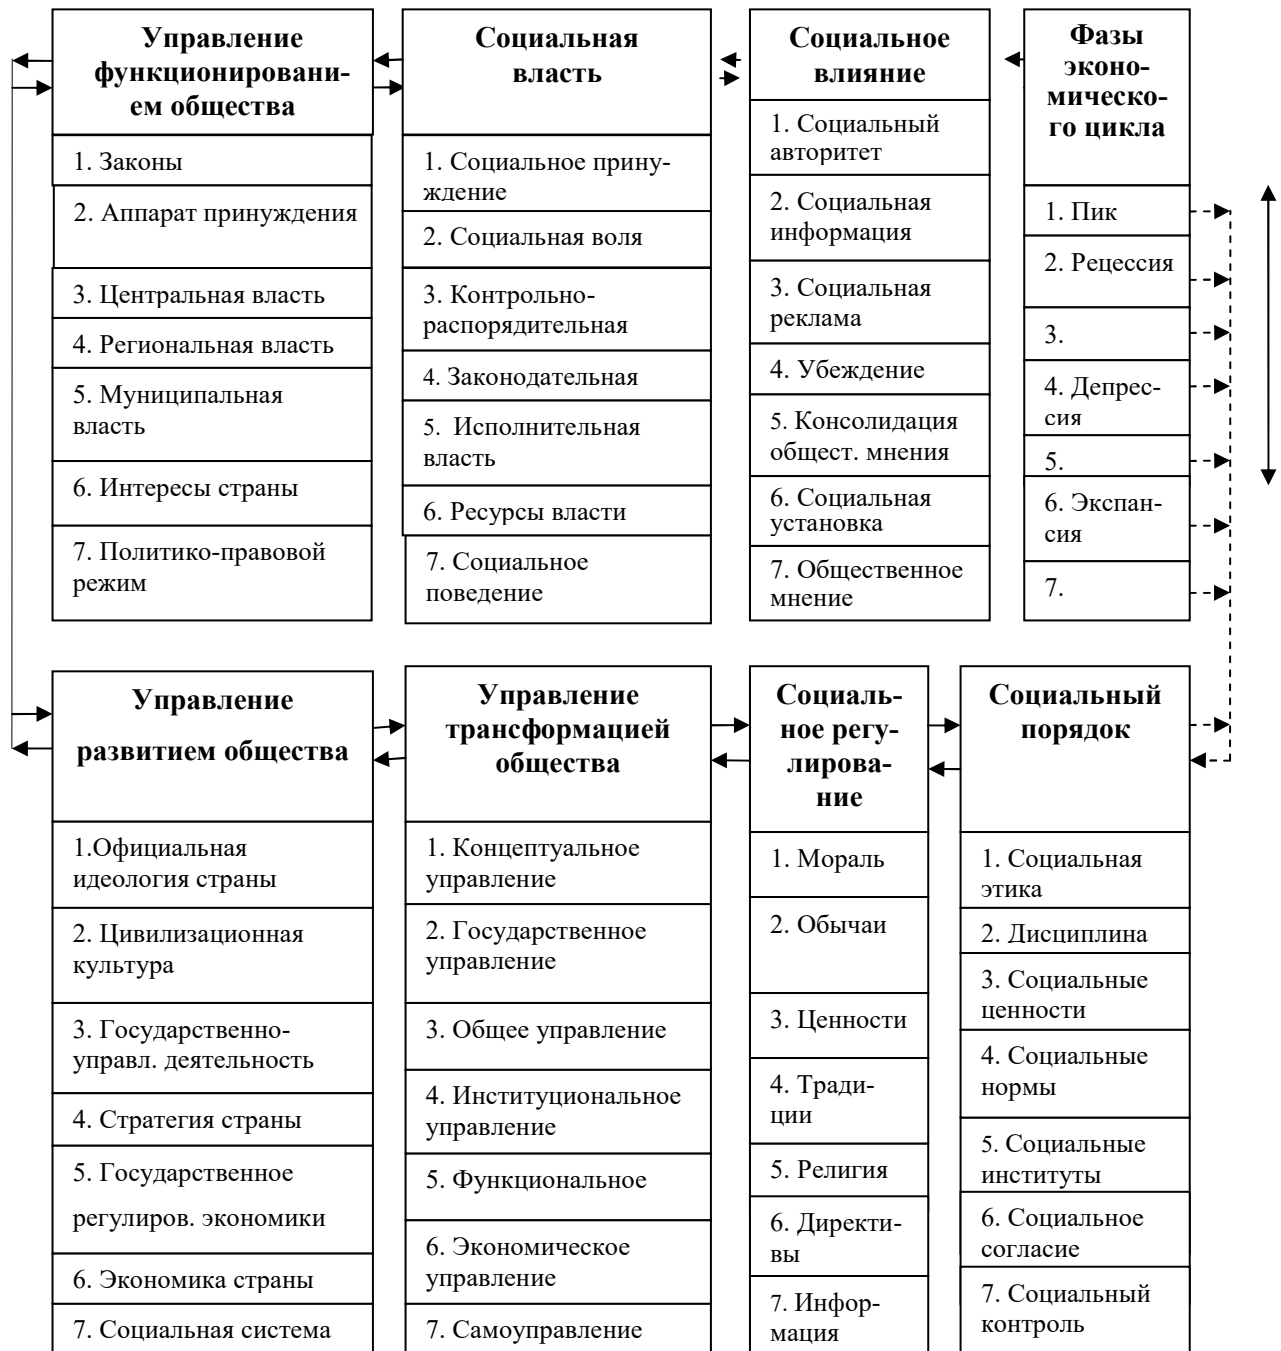 Управление
функционировани-
ем общества
1. Законы
2. Аппарат принуждения
3. Центральная власть
4. Региональная власть
5. Муниципальная
власть
6. Интересы страны
7. Политико-правовой
режим
Социальная
власть
1. Социальное прину-
ждение
2. Социальная воля
3. Контрольно-
распорядительная
4. Законодательная
5. Исполнительная
власть
6. Ресурсы власти
7. Социальное
поведение
Социальное
влияние
1. Социальный
авторитет
2. Социальная
информация
3. Социальная
реклама
4. Убеждение
5. Консолидация
общест. мнения
6. Социальная
установка
7. Общественное
мнение
Фазы
эконо-
мическо-
го цикла
1. Пик
2. Рецессия
3.
4. Депрес-
сия
5.
6. Экспан-
сия
7.
Управление
развитием общества
1.Официальная
идеология страны
2. Цивилизационная
культура
3. Государственно-
управл. деятельность
4. Стратегия страны
5. Государственное
регулиров. экономики
6. Экономика страны
7. Социальная система
Управление
трансформацией
общества
1. Концептуальное
управление
2. Государственное
управление
3. Общее управление
4. Институциональное
управление
5. Функциональное
6. Экономическое
управление
7. Самоуправление
Социаль-
ное регу-
лирова-
ние
1. Мораль
2. Обычаи
3. Ценности
4. Тради-
ции
5. Религия
6. Директи-
вы
7. Инфор-
мация
Социальный
порядок
1. Социальная
этика
2. Дисциплина
3. Социальные
ценности
4. Социальные
нормы
5. Социальные
институты
6. Социальное
согласие
7. Социальный
контроль